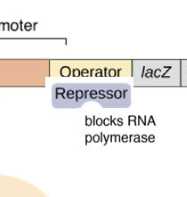 moter
Operator lacZ
Repressor
blocks RNA
polymerase